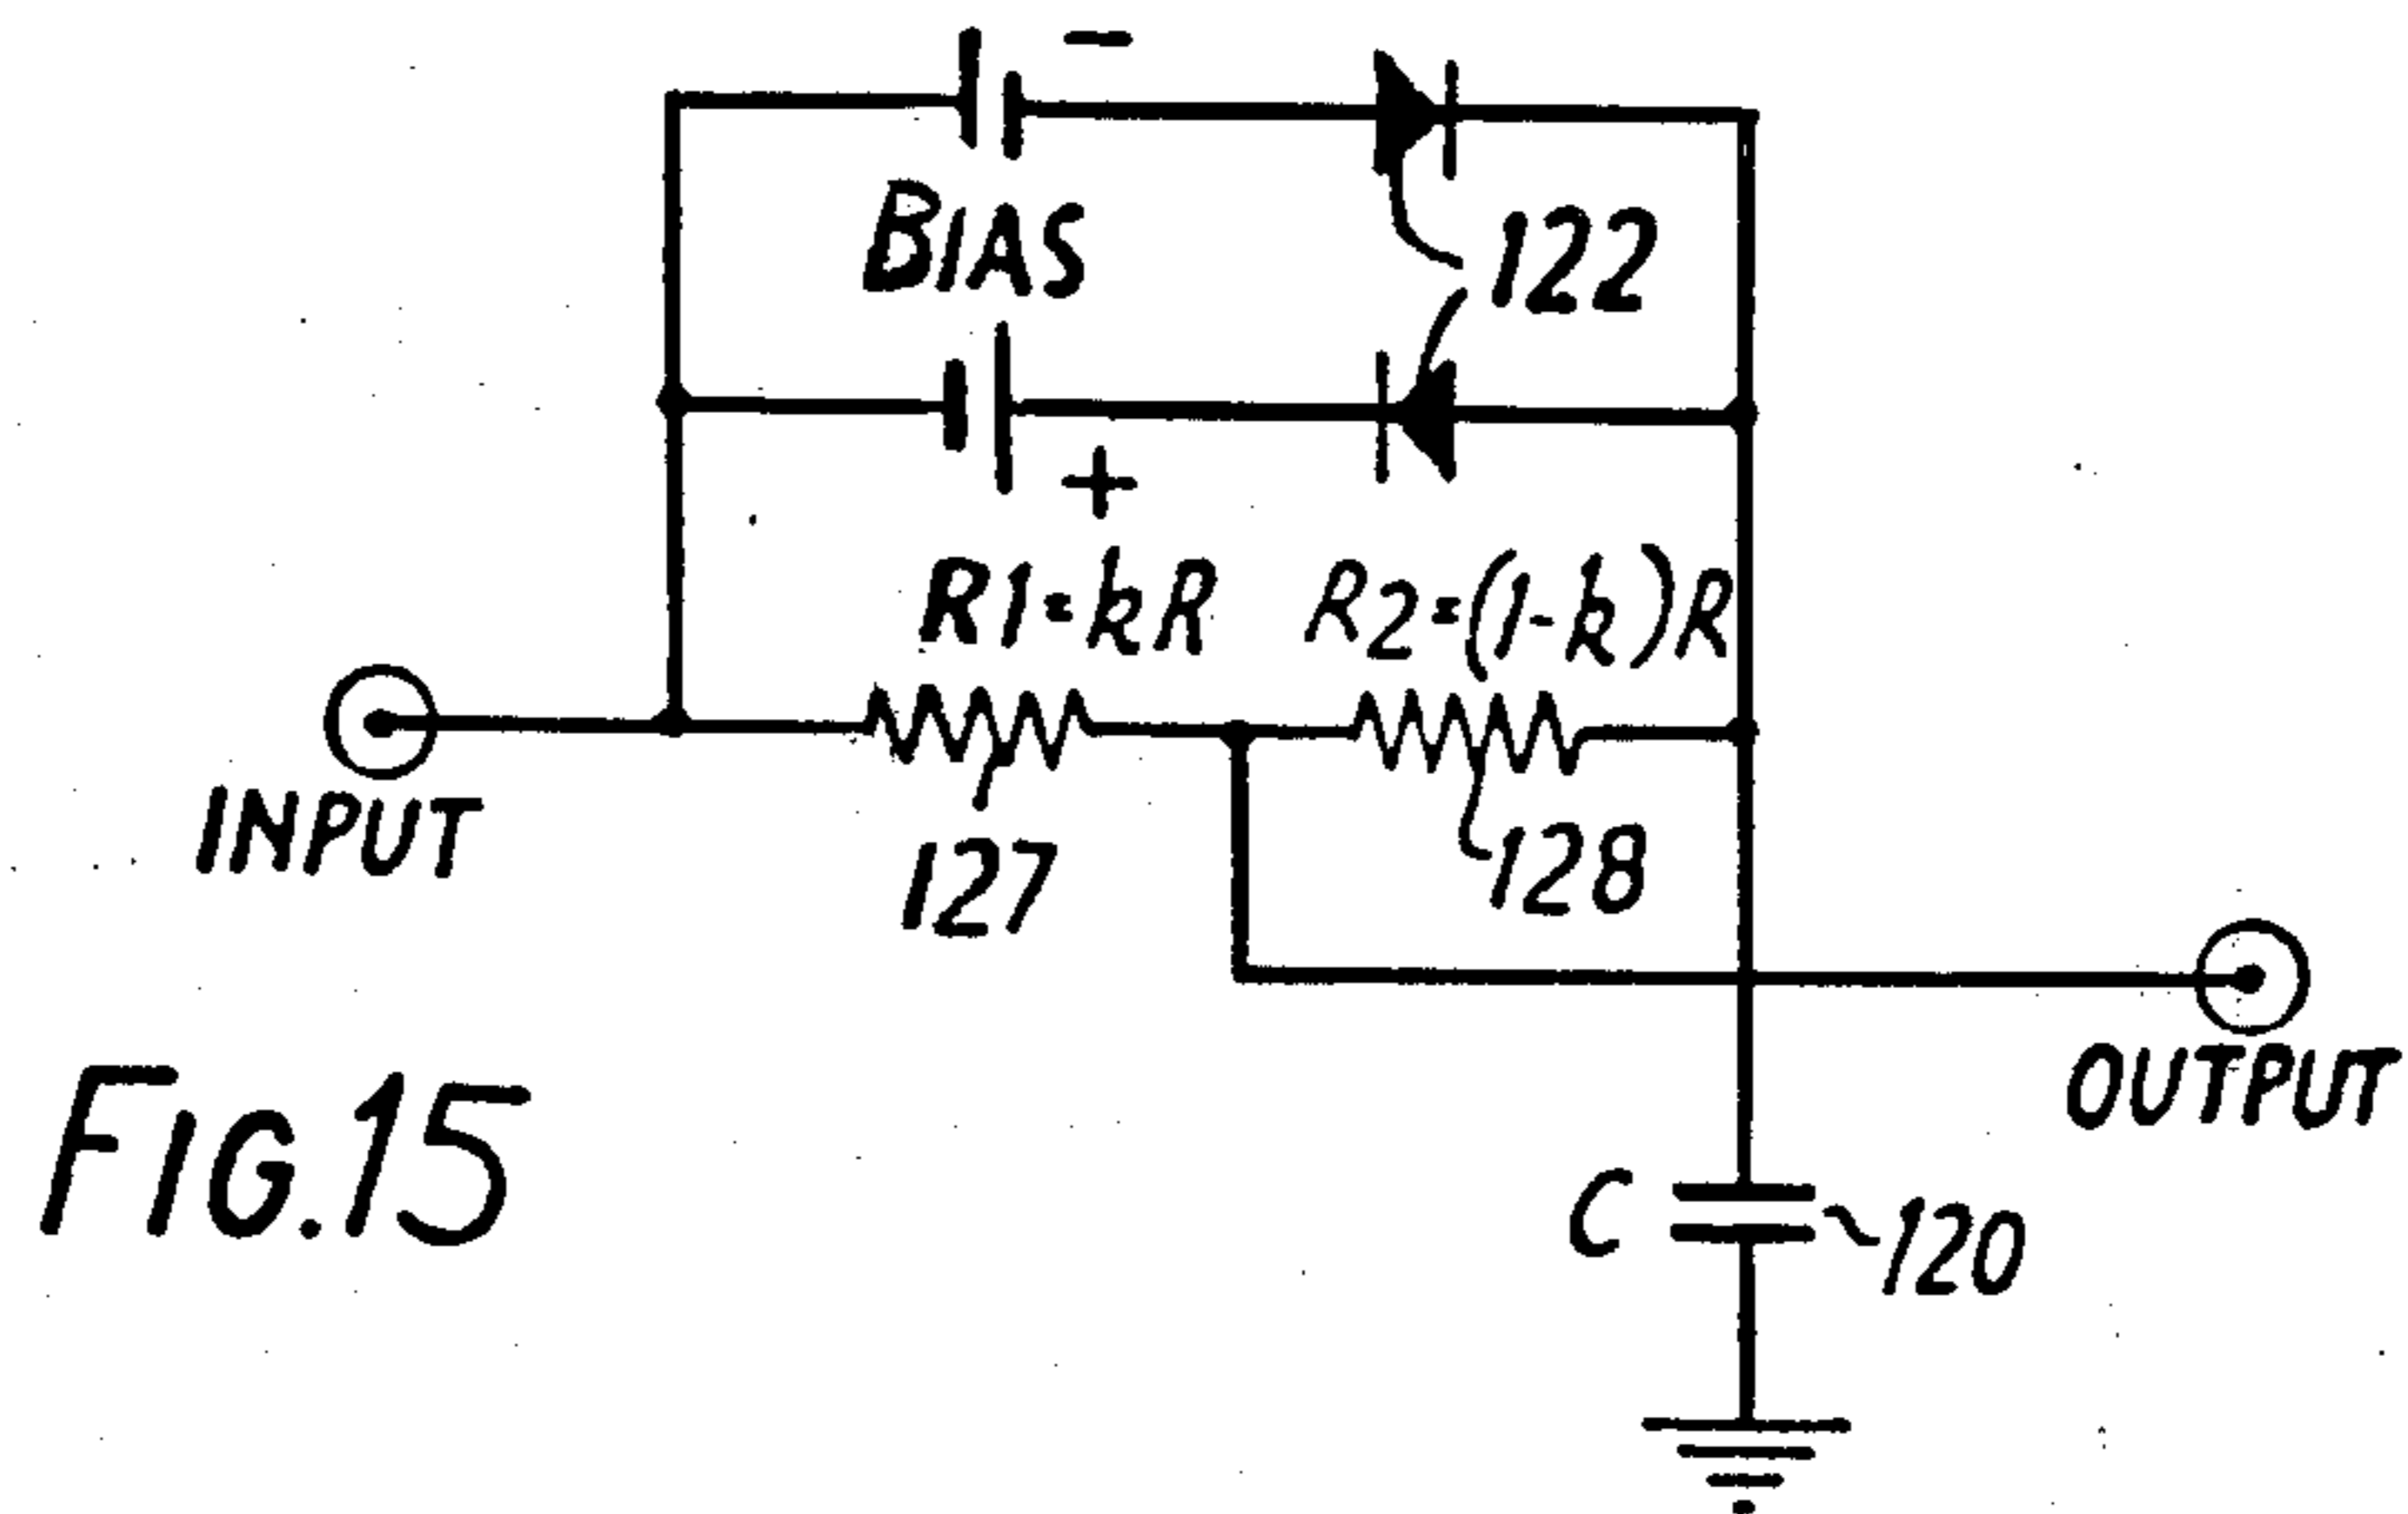 −
BIAS
122
+
R1=kR R2=(1-k)R
INPUT
127
128
OUTPUT
FIG.15
C
120